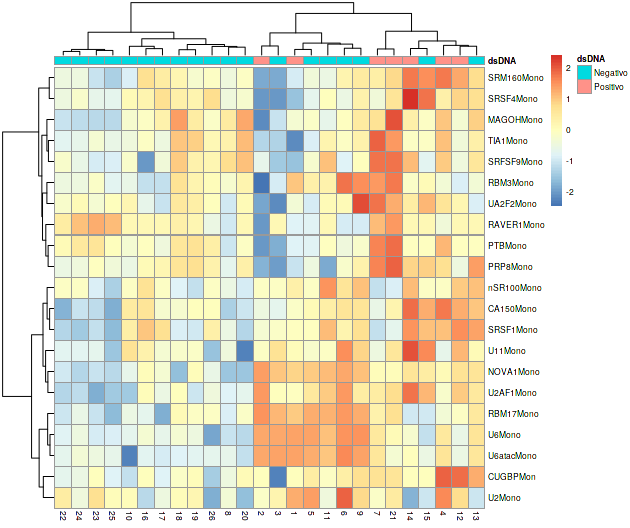 dsDNA
dsDNA
Negativo
Positivo
2
1
0
-1
-2
SRM160Mono
SRSF4Mono
MAGOHMono
TIA1Mono
SRFSF9Mono
RBM3Mono
UA2F2Mono
RAVER1Mono
PTBMono
PRP8Mono
nSR100Mono
CA150Mono
SRSF1Mono
U11Mono
NOVA1Mono
U2AF1Mono
RBM17Mono
U6Mono
U6atacMono
CUGBPMon
U2Mono
22 24 23 25 10 16 17 18 19 26 8 20 2 3 1 5 11 6 9 7 21 14 15 4 12 13